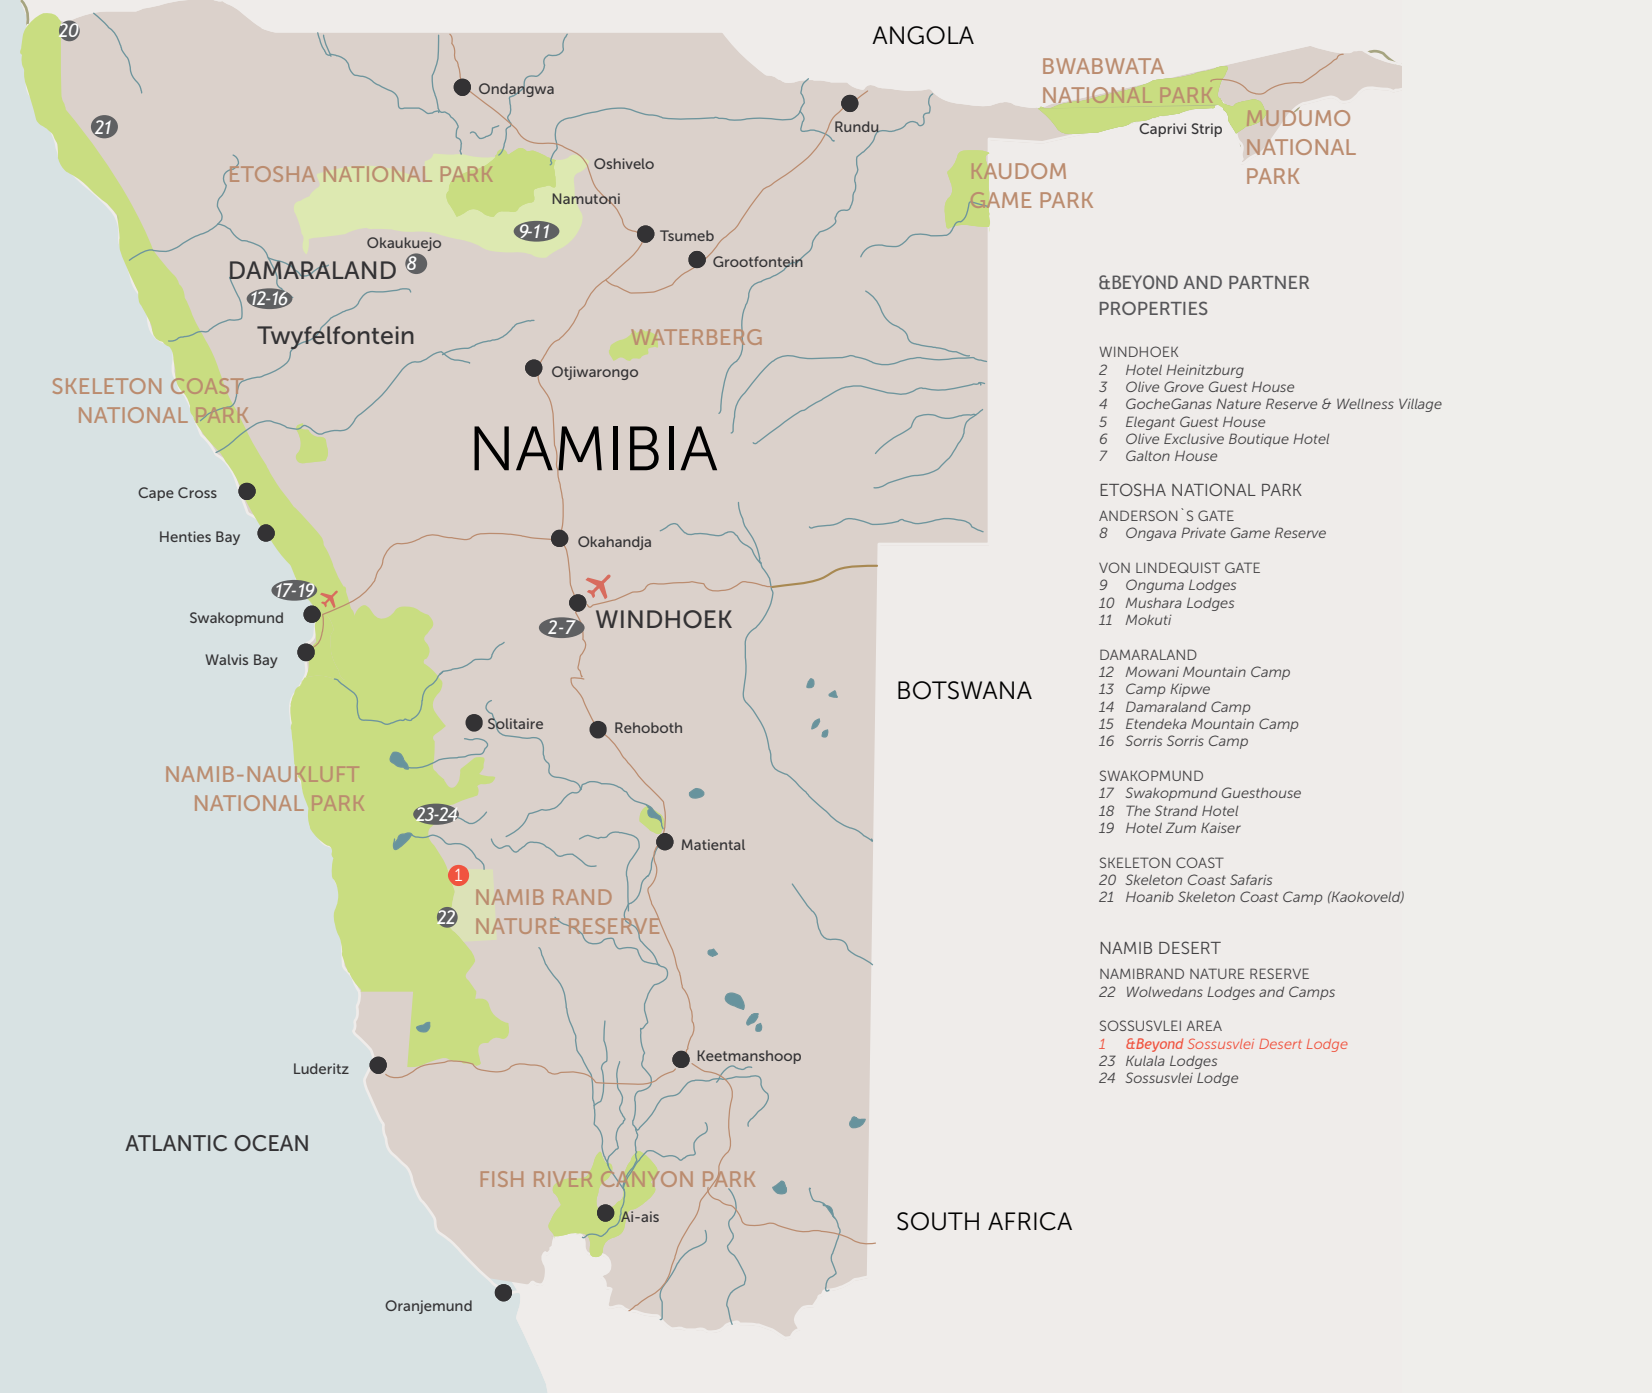 ANGOLA
20
BWABWATA
NATIONAL PARK
Ondangwa
21
Rundu
Caprivi Strip
MUDUMO
NATIONAL
PARK
Oshivelo
ETOSHA NATIONAL PARK
KAUDOM
GAME PARK
Namutoni
9-11
Tsumeb
Okaukuejo
8
DAMARALAND
Grootfontein
12-16
Twyfelfontein
WATERBERG
Otjiwarongo
SKELETON COAST
NATIONAL PARK
NAMIBIA
Cape Cross
Henties Bay
Okahandja
17-19
Swakopmund
WINDHOEK
2-7
Walvis Bay
BOTSWANA
Solitaire
Rehoboth
NAMIB-NAUKLUFT
NATIONAL PARK
23-24
Matiental
1
NAMIB RAND
NATURE RESERVE
22
Keetmanshoop
Luderitz
ATLANTIC OCEAN
FISH RIVER CANYON PARK
Ai-ais
SOUTH AFRICA
Oranjemund
&BEYOND AND PARTNER
PROPERTIES
WINDHOEK
2 Hotel Heinitzburg
3 Olive Grove Guest House
4 GocheGanas Nature Reserve & Wellness Village
5 Elegant Guest House
6 Olive Exclusive Boutique Hotel
7 Galton House
ETOSHA NATIONAL PARK
ANDERSON`S GATE
8 Ongava Private Game Reserve
VON LINDEQUIST GATE
9 Onguma Lodges
10 Mushara Lodges
11 Mokuti
DAMARALAND
12 Mowani Mountain Camp
13 Camp Kipwe
14 Damaraland Camp
15 Etendeka Mountain Camp
16 Sorris Sorris Camp
SWAKOPMUND
17 Swakopmund Guesthouse
18 The Strand Hotel
19 Hotel Zum Kaiser
SKELETON COAST
20 Skeleton Coast Safaris
21 Hoanib Skeleton Coast Camp (Kaokoveld)
NAMIB DESERT
NAMIBRAND NATURE RESERVE
22 Wolwedans Lodges and Camps
SOSSUSVLEI AREA
1 &Beyond Sossusvlei Desert Lodge
23 Kulala Lodges
24 Sossusvlei Lodge